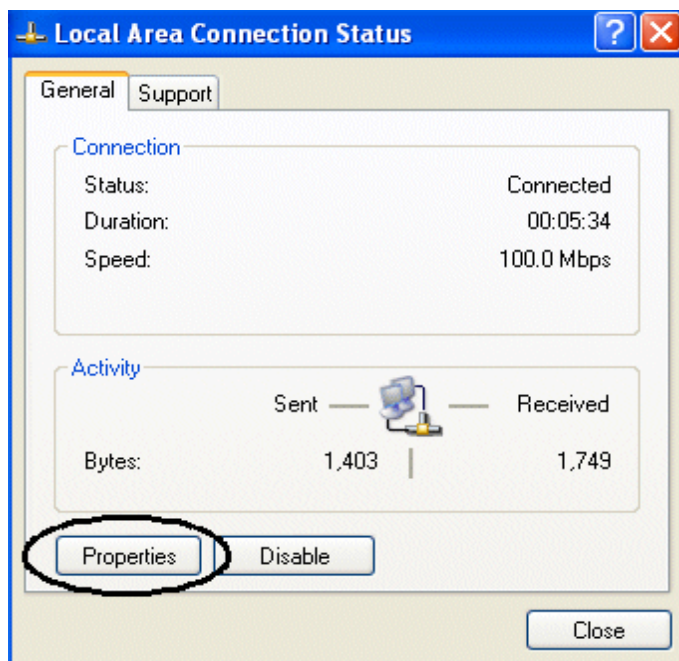 Local Area Connection Status
General Support
Connection
Status: Connected
Duration: 00:05:34
Speed: 100.0 Mbps
Activity
Sent Received
Bytes: 1,403 1,749
Properties Disable
Close